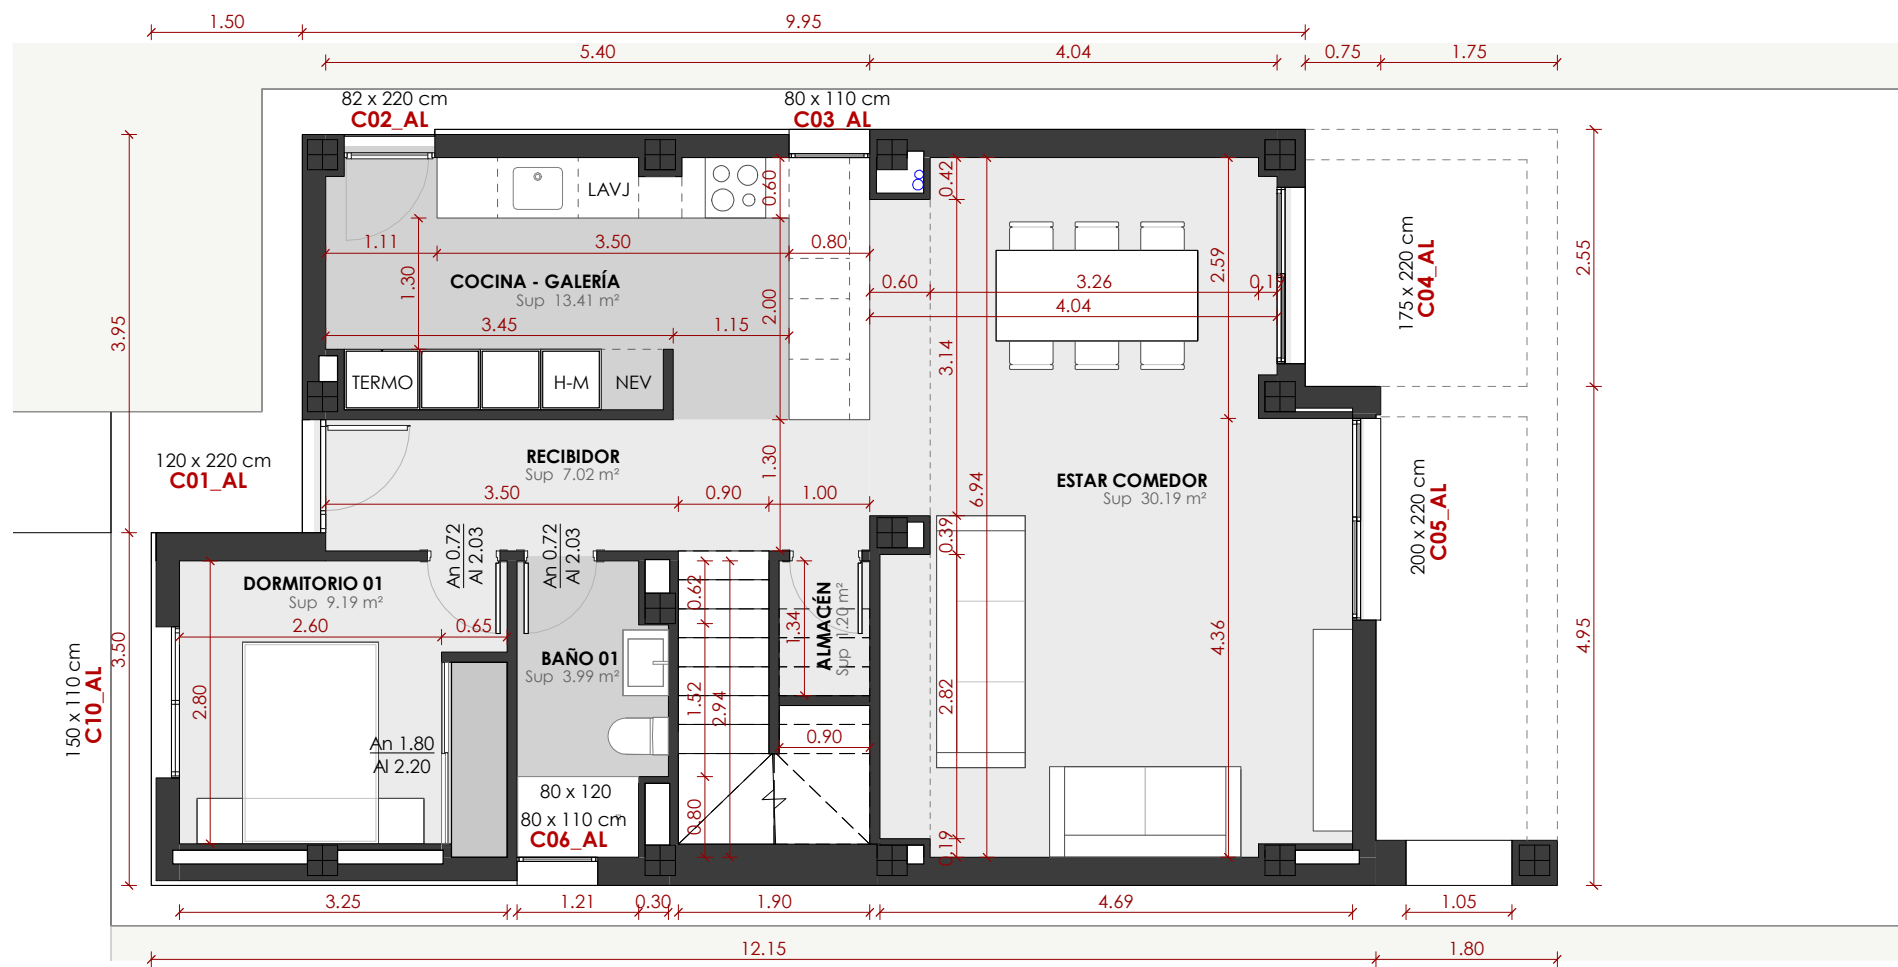 1.50
9.95
5.40
4.04
0.75
1.75
82 x 220 cm
C02_AL
80 x 110 cm
C03_AL
LAVJ
0.60
0.42
1.11
3.50
0.80
COCINA - GALERÍA
Sup 13.41 m²
1.30
2.00
0.60
3.26
2.59
4.04
175 x 220 cm
C04_AL
2.55
3.95
3.45
1.15
3.14
TERMO
H-M
NEV
120 x 220 cm
C01_AL
RECIBIDOR
Sup 7.02 m²
1.30
3.50
0.90
1.00
6.94
ESTAR COMEDOR
Sup 30.19 m²
200 x 220 cm
C05_AL
An 0.72
Al 2.03
An 0.72
Al 2.03
0.39
DORMITORIO 01
Sup 9.19 m²
2.60
0.65
0.62
1.34
ALMACÉN
Sup 1.20 m²
4.36
4.95
3.50
BAÑO 01
Sup 3.99 m²
150 x 110 cm
C10_AL
2.80
1.52
2.94
2.82
An 1.80
Al 2.20
0.90
80 x 120
80 x 110 cm
C06_AL
0.80
0.19
3.25
1.21
0.30
1.90
4.69
1.05
12.15
1.80